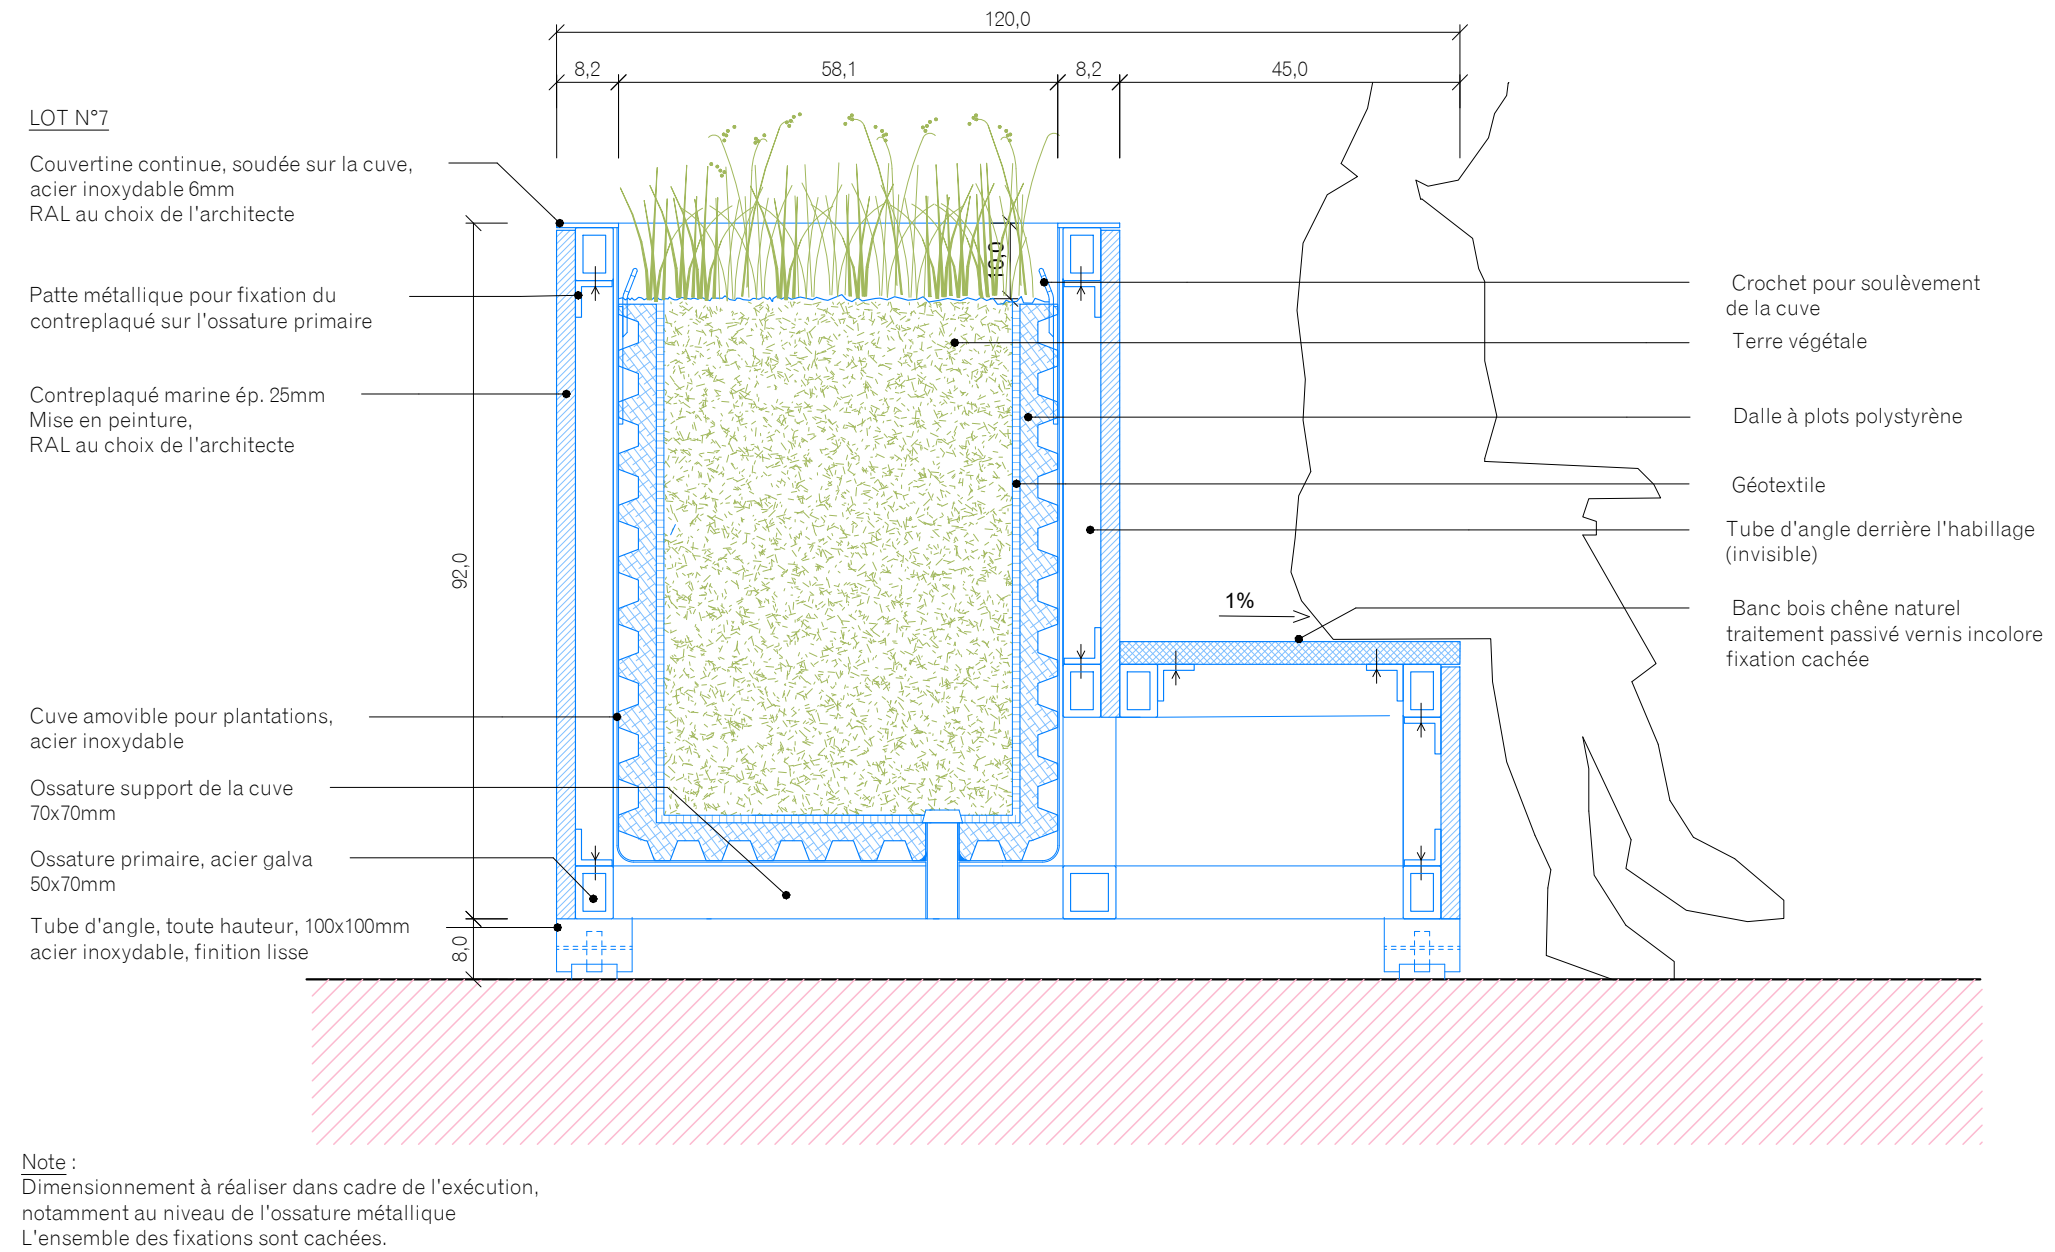 120,0
8,2
58,1
8,2
45,0
LOT N°7
Couvertine continue, soudée sur la cuve,
acier inoxydable 6mm
RAL au choix de l'architecte
Patte métallique pour fixation du
contreplaqué sur l'ossature primaire
Contreplaqué marine ép. 25mm
Mise en peinture,
RAL au choix de l'architecte
Cuve amovible pour plantations,
acier inoxydable
Ossature support de la cuve
70x70mm
Ossature primaire, acier galva
50x70mm
Tube d'angle, toute hauteur, 100x100mm
acier inoxydable, finition lisse
92,0
8,0
10,0
1%
Crochet pour soulèvement
de la cuve
Terre végétale
Dalle à plots polystyrène
Géotextile
Tube d'angle derrière l'habillage
(invisible)
Banc bois chêne naturel
traitement passivé vernis incolore
fixation cachée
Note :
Dimensionnement à réaliser dans cadre de l'exécution,
notamment au niveau de l'ossature métallique
L'ensemble des fixations sont cachées.